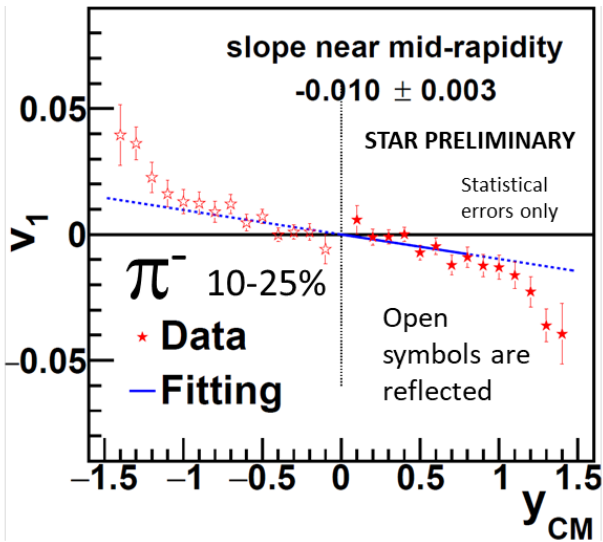 slope near mid-rapidity
-0.010 ± 0.003
STAR PRELIMINARY
Statistical
errors only
0.05
0
−0.05
v1
π- 10-25%
Data
Fitting
Open
symbols are
reflected
−1.5 −1 −0.5 0 0.5 1 1.5
yCM